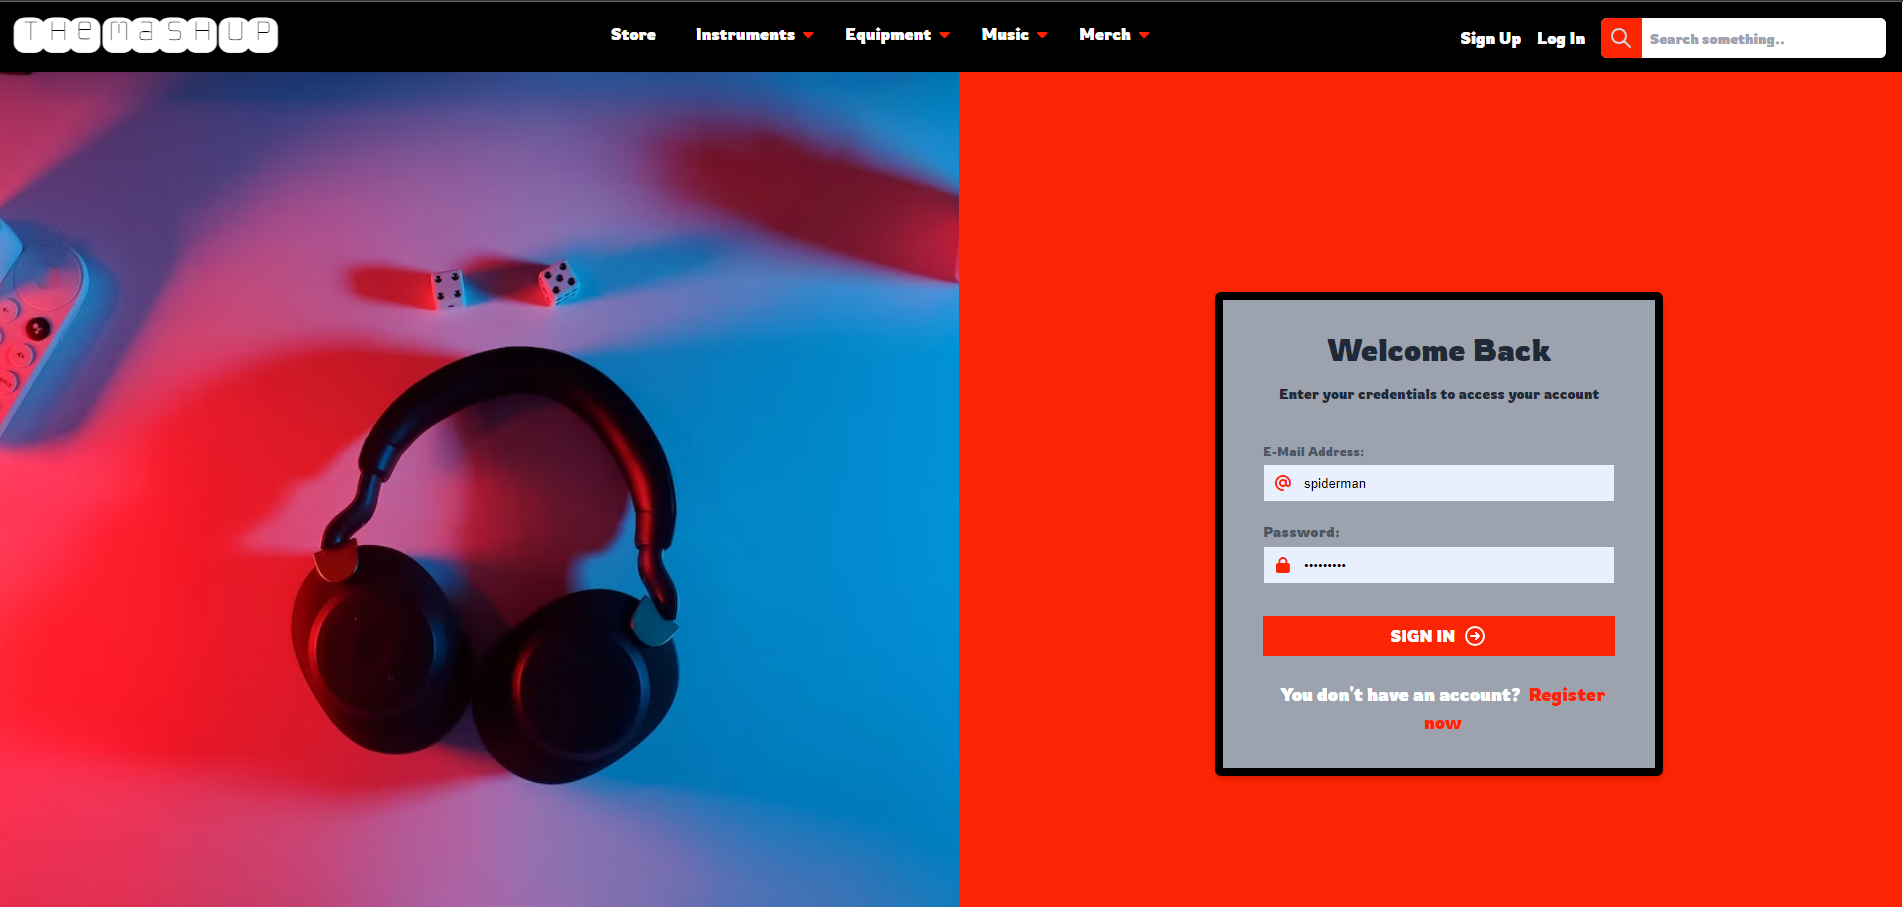 THeMaSHUP
Store Instruments Equipment Music Merch
Sign Up Log In Search something..
Welcome Back
Enter your credentials to access your account
E-Mail Address:
@ spiderman
Password:
•••••••••
SIGN IN
You don't have an account? Register
now